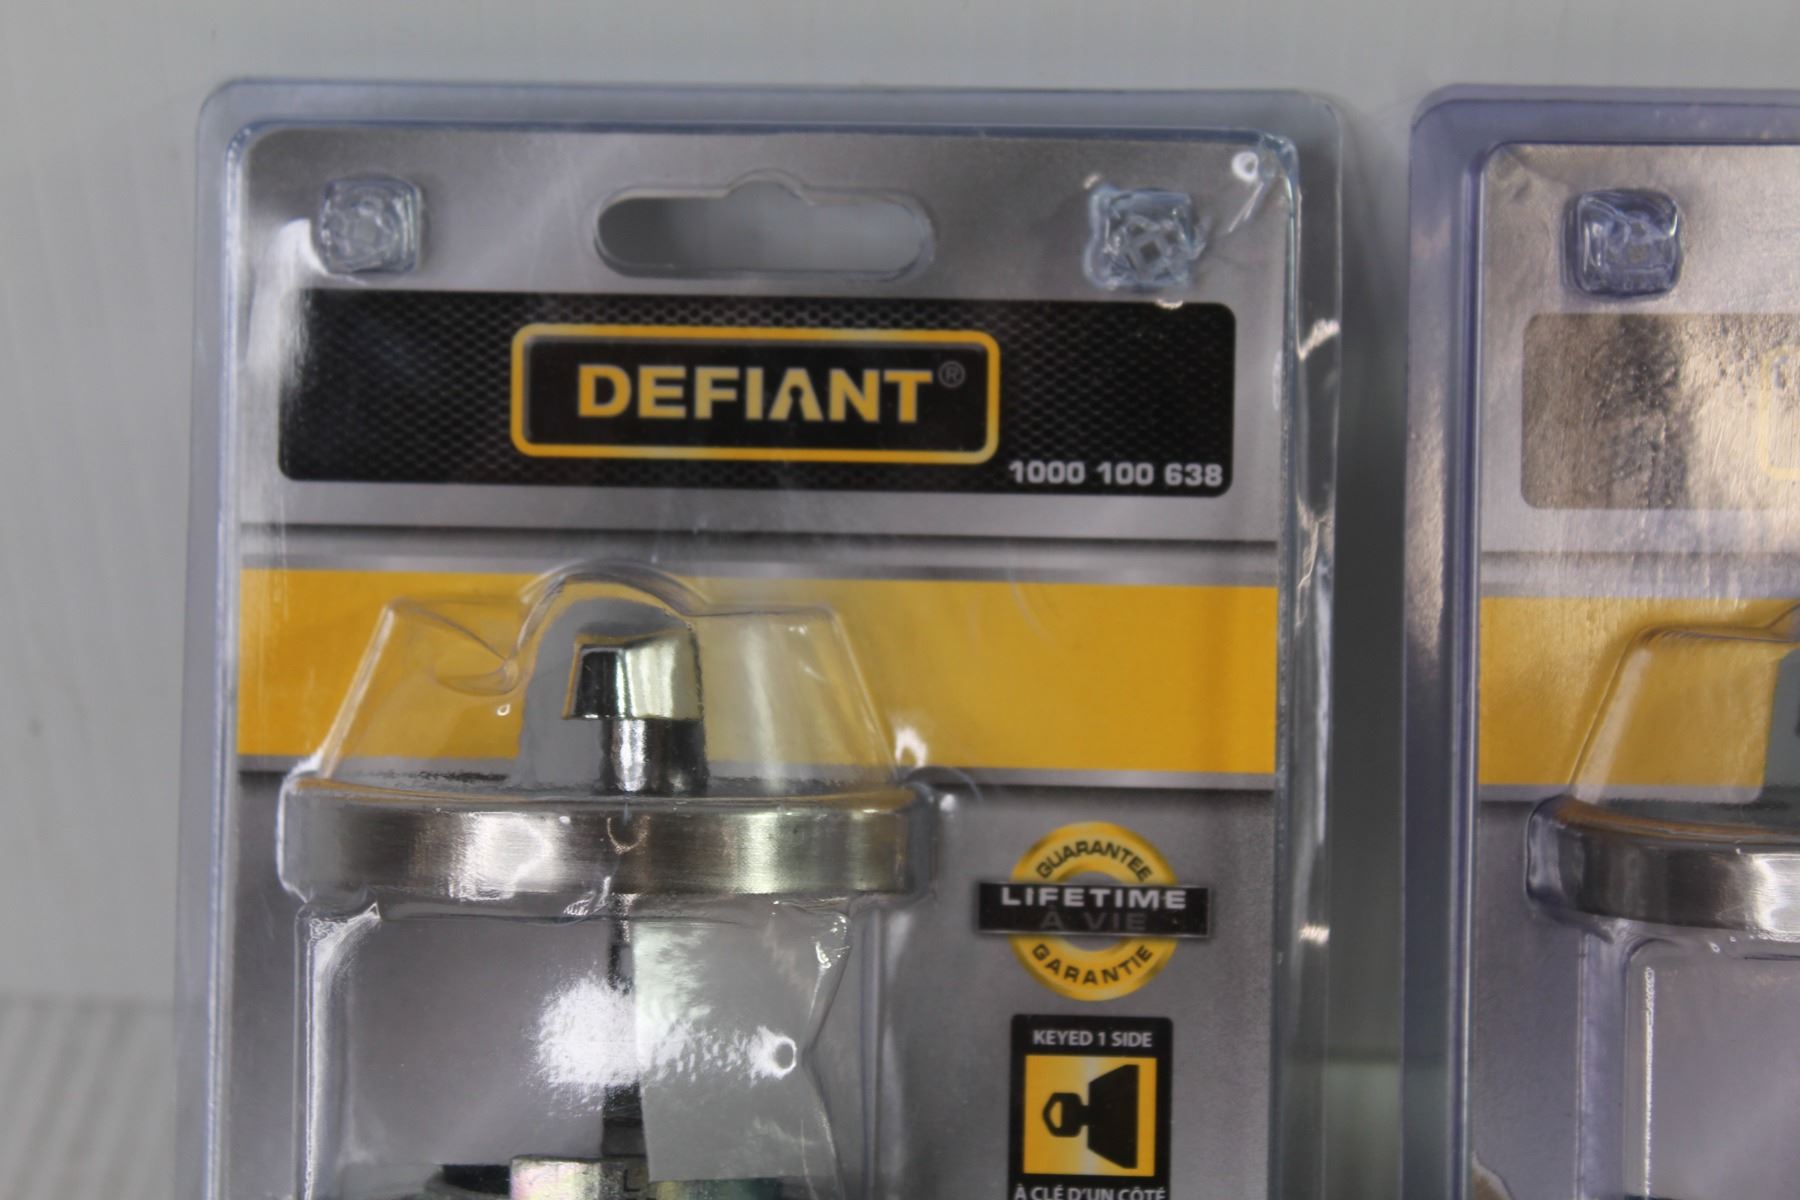 DEFIANT®
1000 100 638
GUARANTEE
LIFETIME
À VIE
GARANTIE
KEYED 1 SIDE
À CLÉ D'UN CÔTÉ